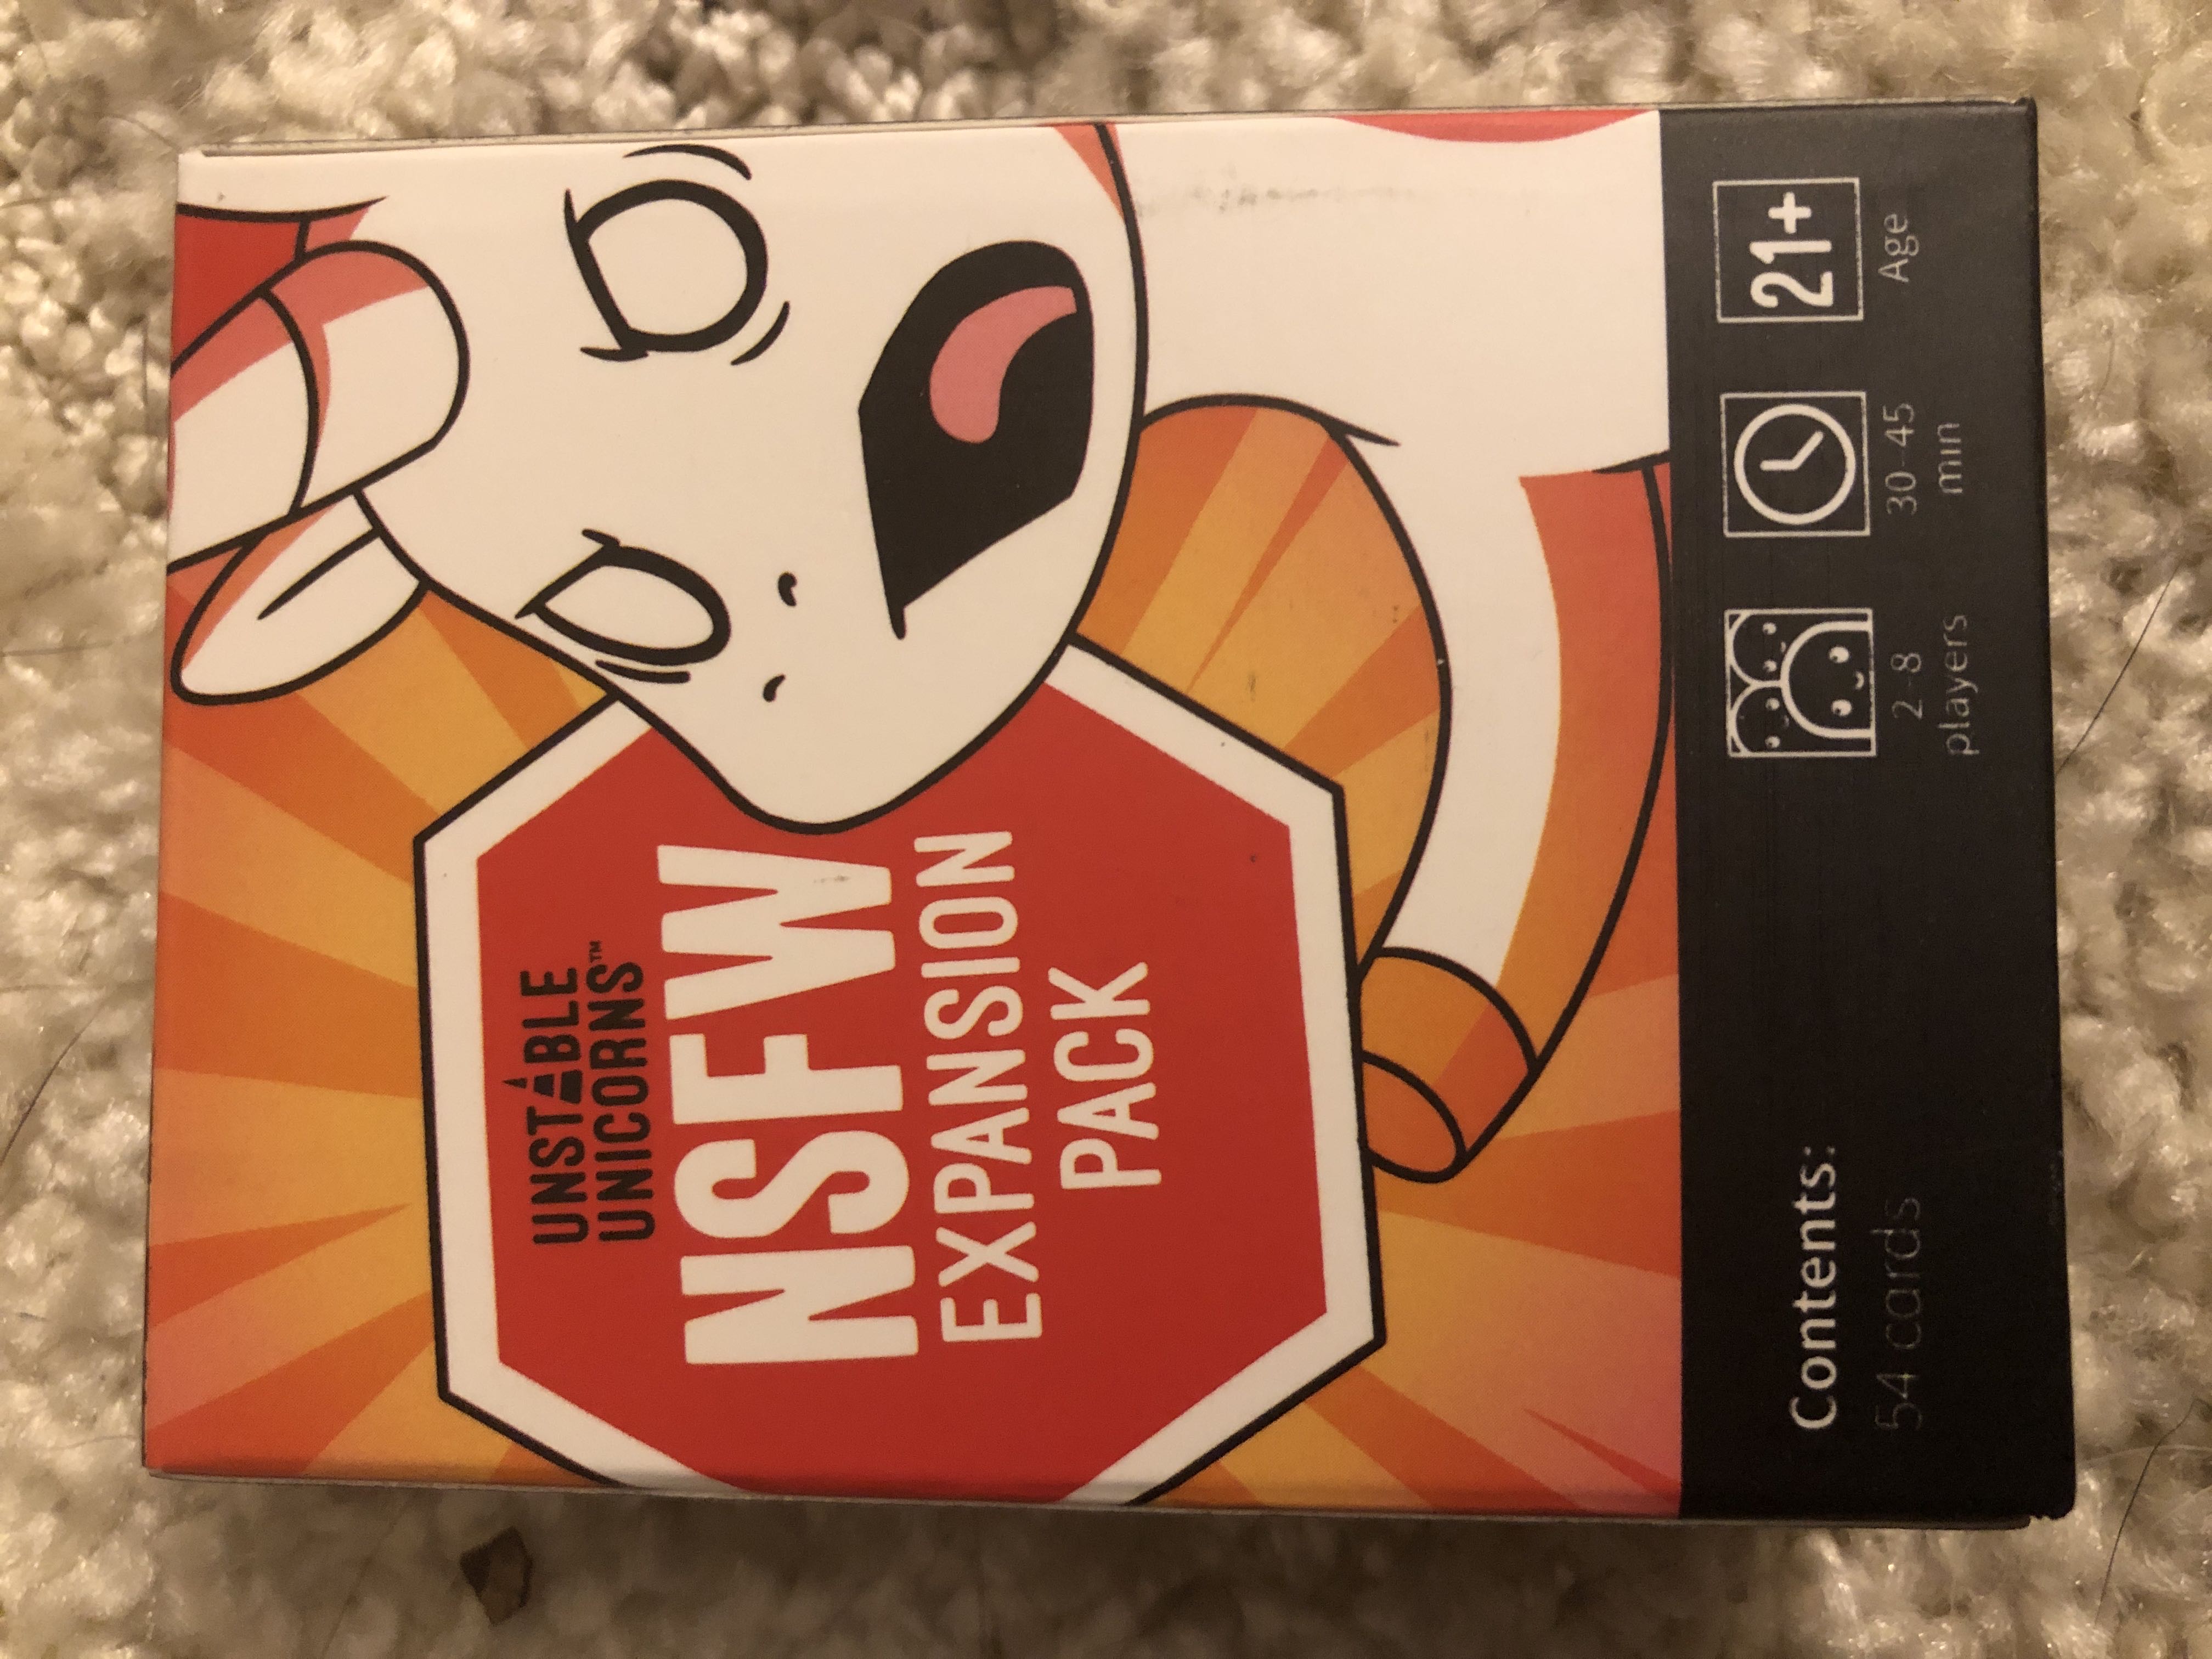 UNSTABLE
UNICORNS™
NSFW
EXPANSION
PACK
Contents:
54 cards
2-8
players
30-45
min
21+
Age